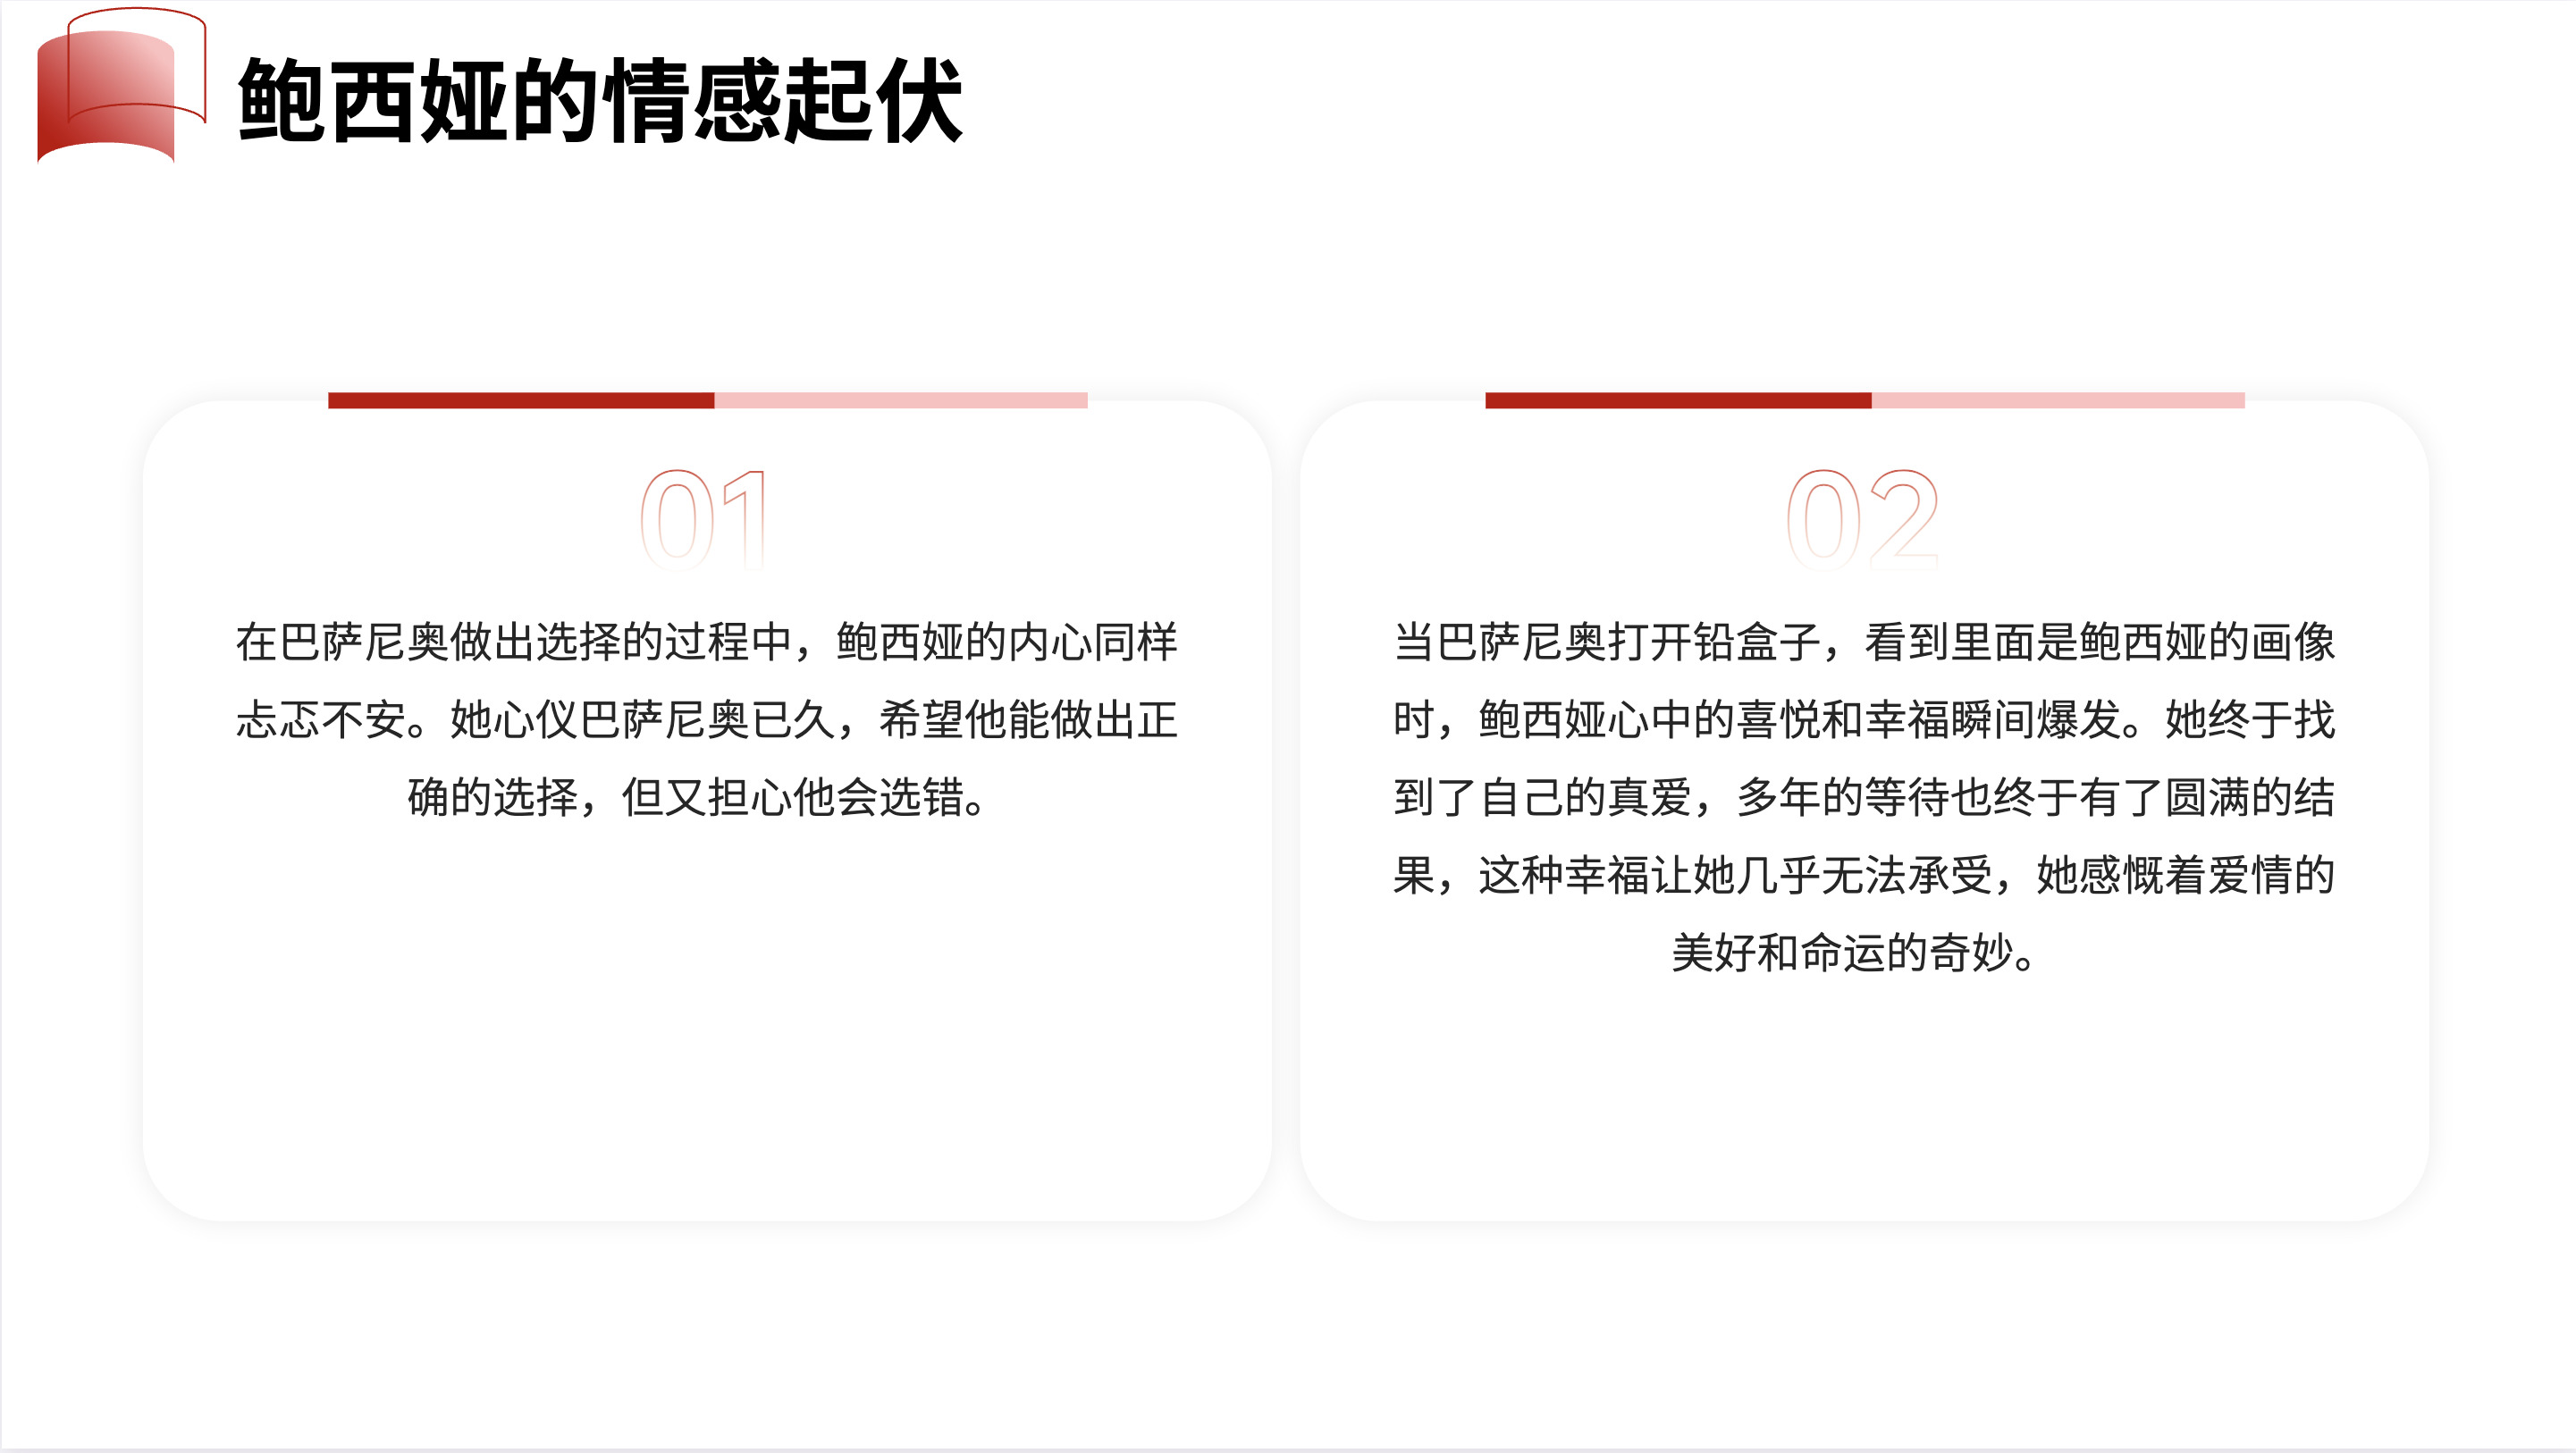 鲍西娅的情感起伏
01
在巴萨尼奥做出选择的过程中，鲍西娅的内心同样
忐忑不安。她心仪巴萨尼奥已久，希望他能做出正
确的选择，但又担心他会选错。
02
当巴萨尼奥打开铅盒子，看到里面是鲍西娅的画像
时，鲍西娅心中的喜悦和幸福瞬间爆发。她终于找
到了自己的真爱，多年的等待也终于有了圆满的结
果，这种幸福让她几乎无法承受，她感慨着爱情的
美好和命运的奇妙。